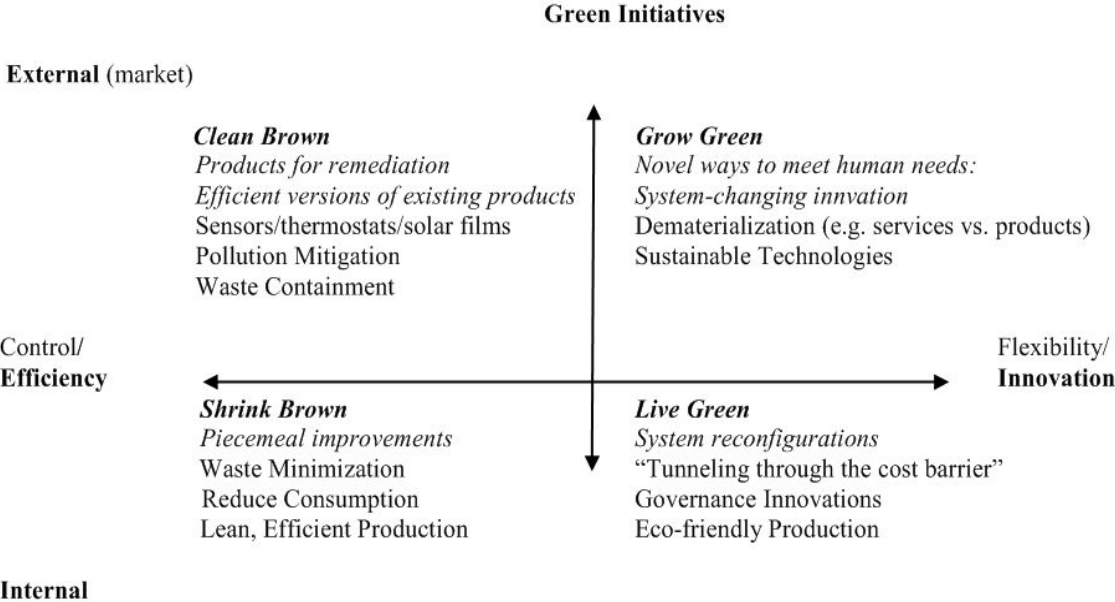 Green Initiatives
External (market)
Clean Brown
Products for remediation
Efficient versions of existing products
Sensors/thermostats/solar films
Pollution Mitigation
Waste Containment
Grow Green
Novel ways to meet human needs:
System-changing innvation
Dematerialization (e.g. services vs. products)
Sustainable Technologies
Control/
Efficiency
Flexibility/
Innovation
Shrink Brown
Piecemeal improvements
Waste Minimization
Reduce Consumption
Lean, Efficient Production
Live Green
System reconfigurations
“Tunneling through the cost barrier”
Governance Innovations
Eco-friendly Production
Internal